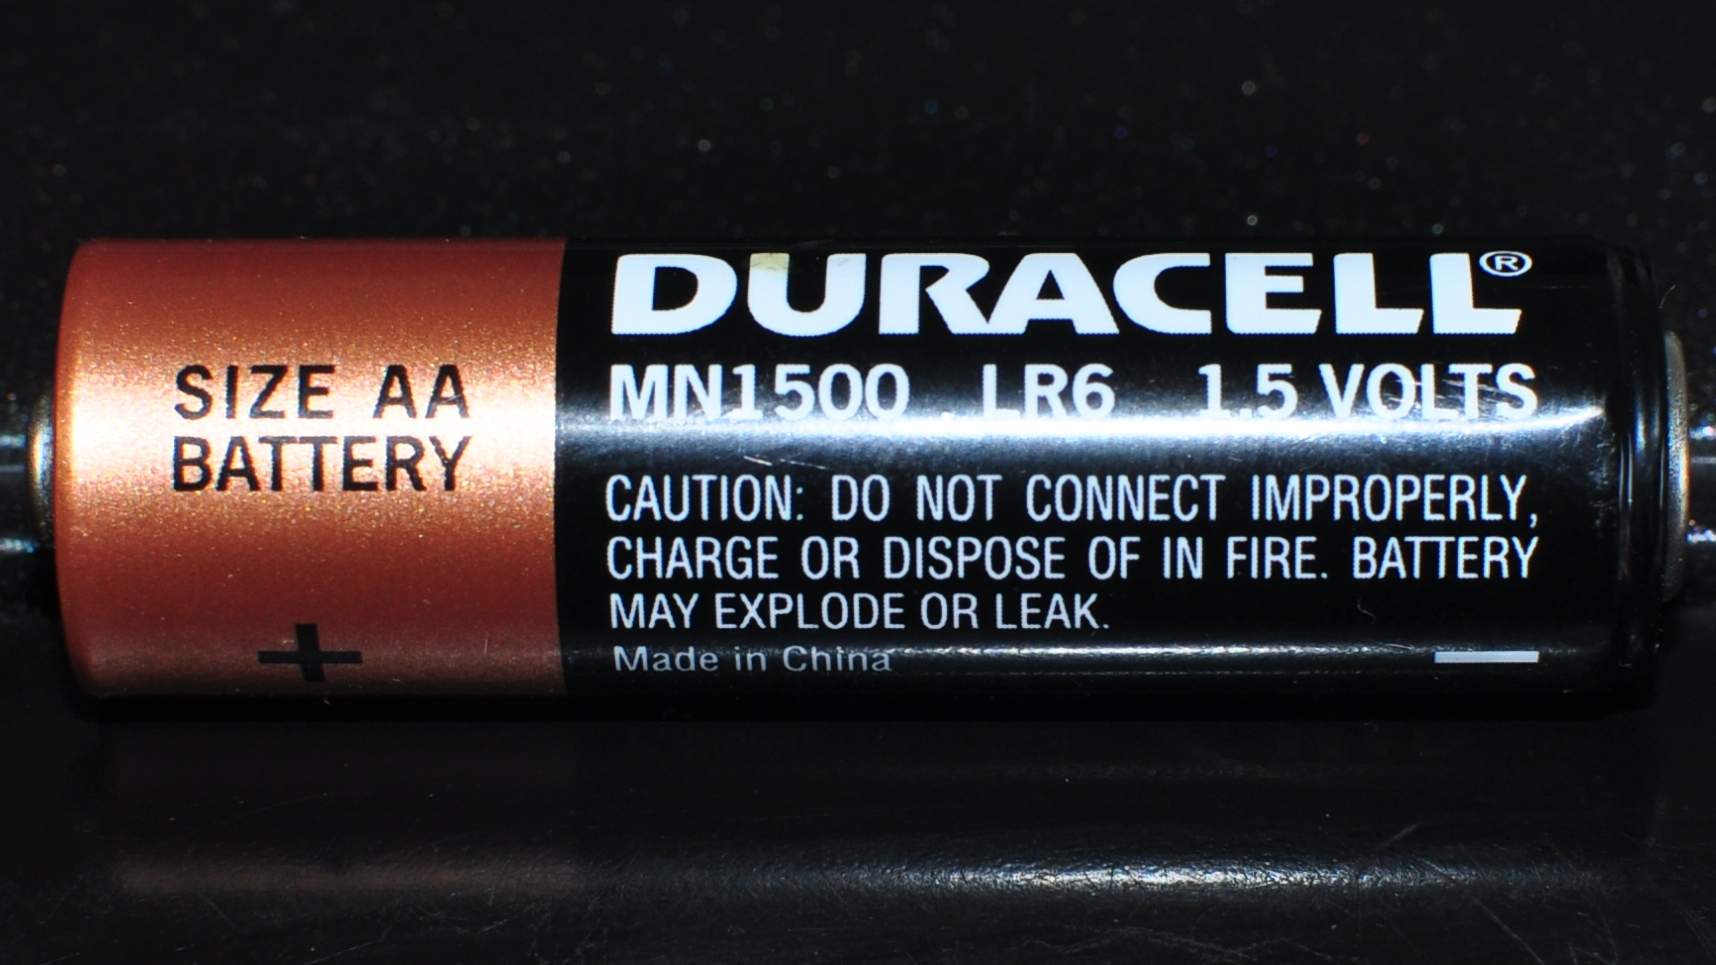 SIZE AA
BATTERY
+
DURACELL®
MN1500 LR6 1.5 VOLTS
CAUTION: DO NOT CONNECT IMPROPERLY,
CHARGE OR DISPOSE OF IN FIRE. BATTERY
MAY EXPLODE OR LEAK.
Made in China
—